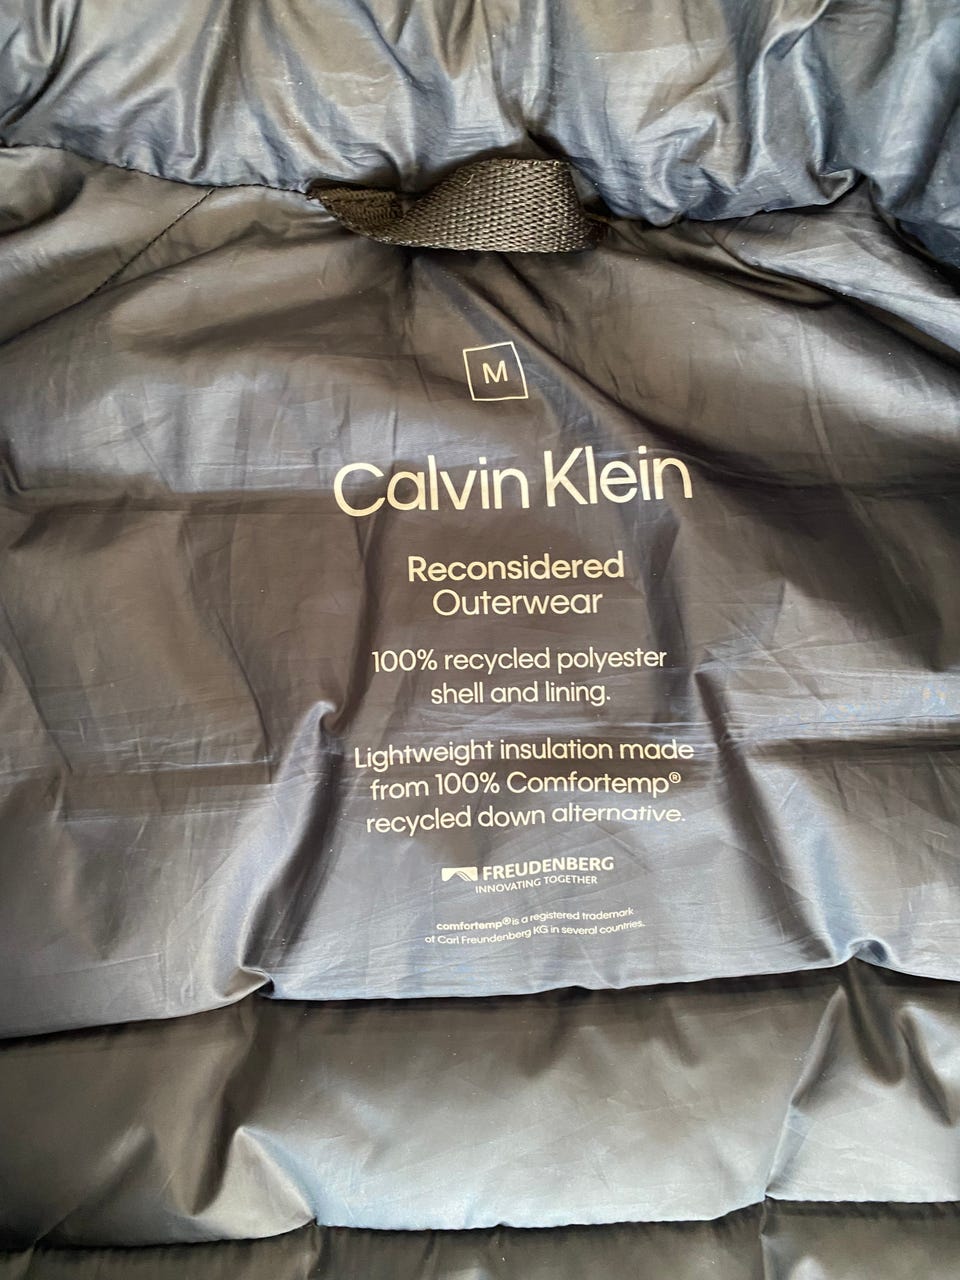 M
Calvin Klein
Reconsidered
Outerwear
100% recycled polyester
shell and lining.
Lightweight insulation made
from 100% Comfortemp®
recycled down alternative.
FREUDENBERG
INNOVATING TOGETHER
comfortemp® is a registered trademark
of Carl Freundenberg KG in several countries.